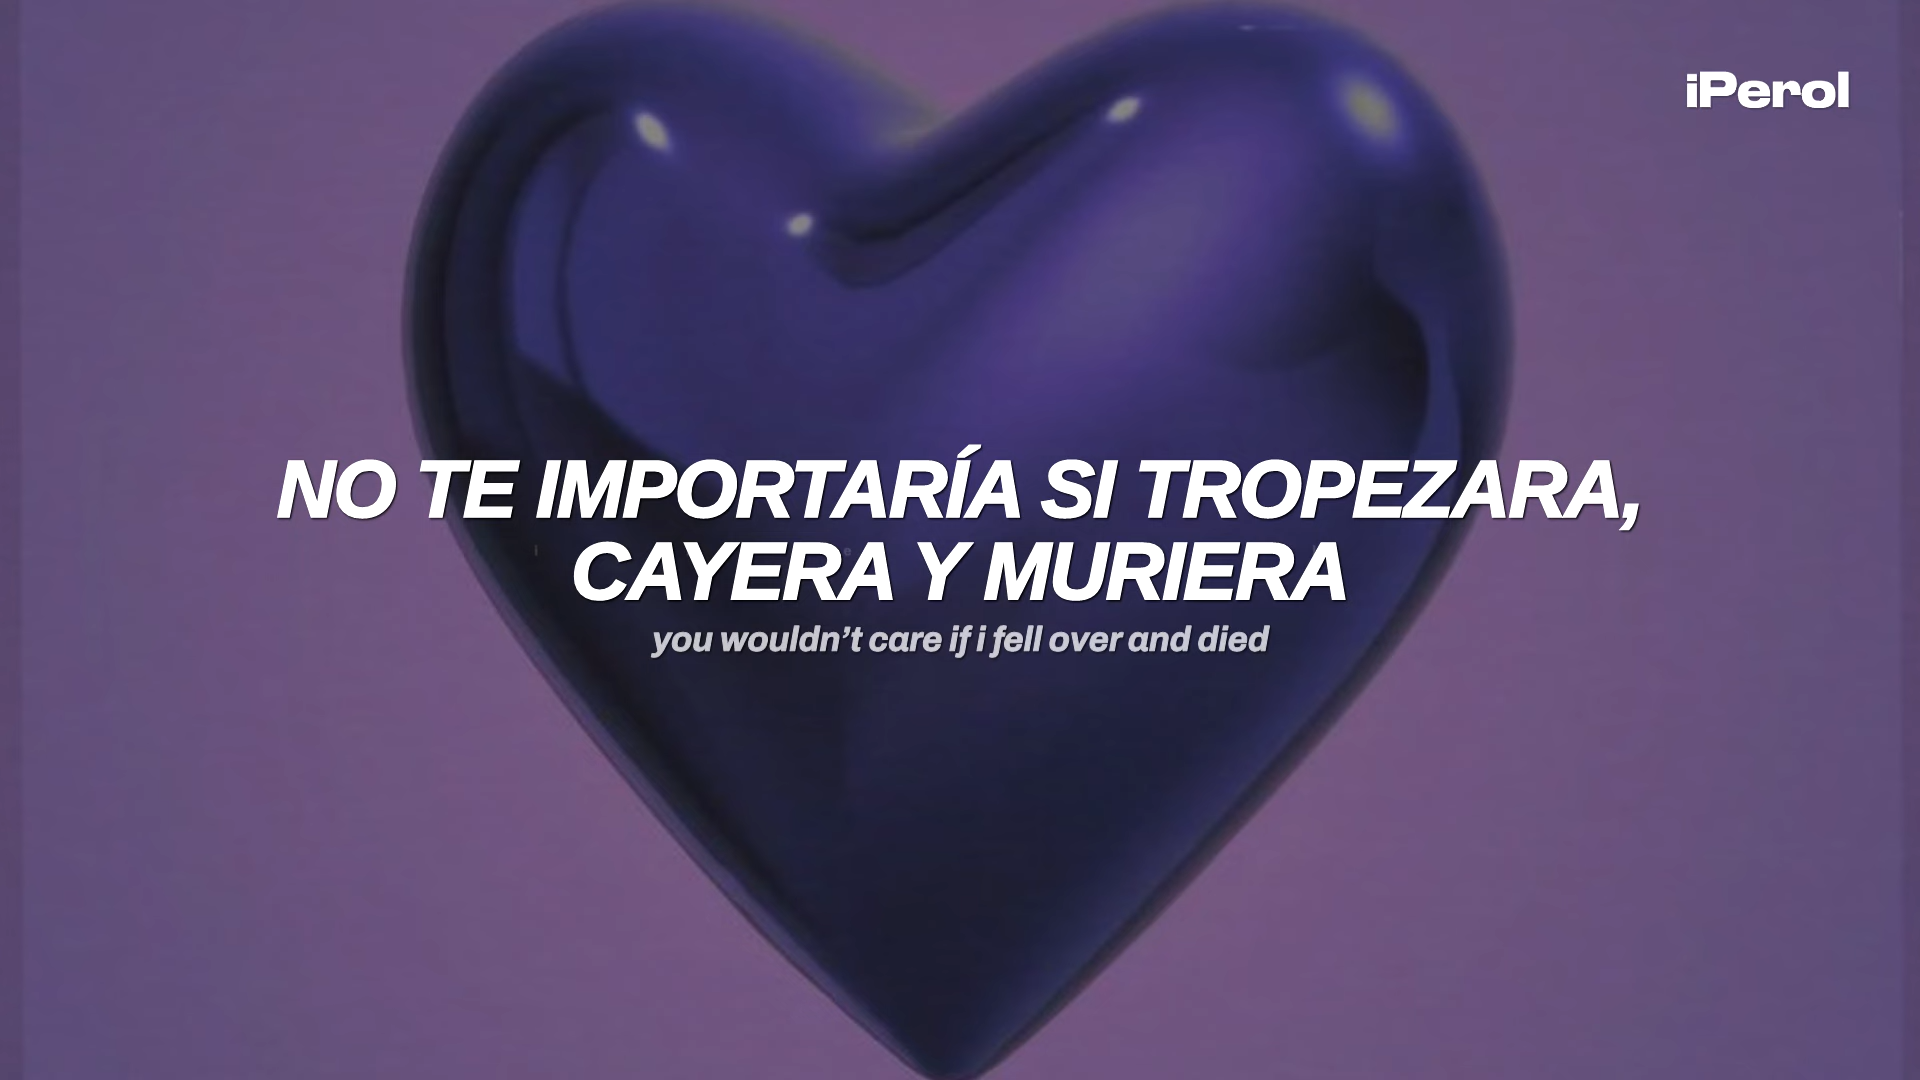 iPerol
NO TE IMPORTARÍA SI TROPEZARA,
CAYERA Y MURIERA
you wouldn’t care if i fell over and died